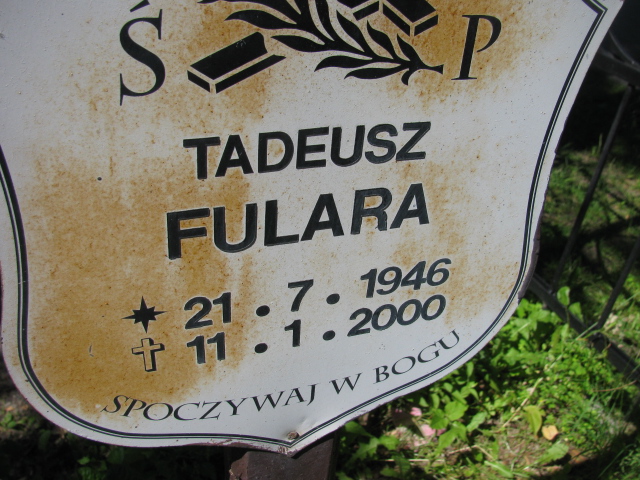 Ś P
TADEUSZ
FULARA
21 • 7 • 1946
11 • 1 • 2000
SPOCZYWAJ W BOGU